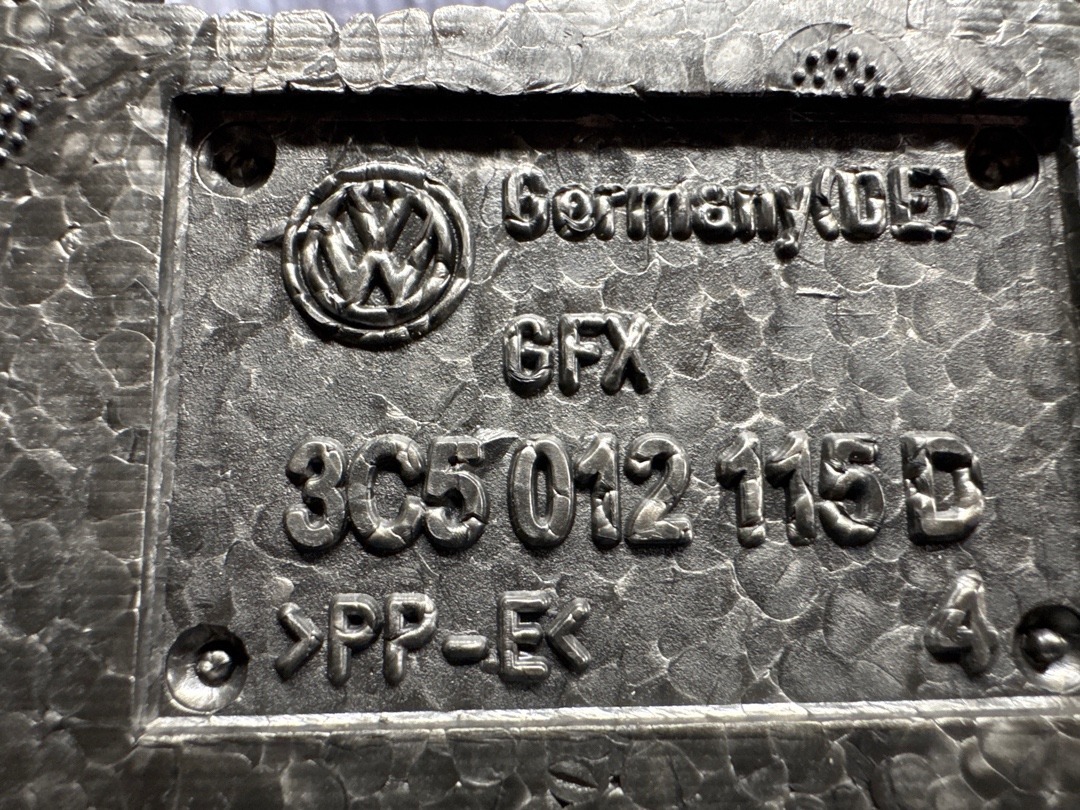 Germany(DE)
GFX
3C5 012 115 D
>PP-E<
4